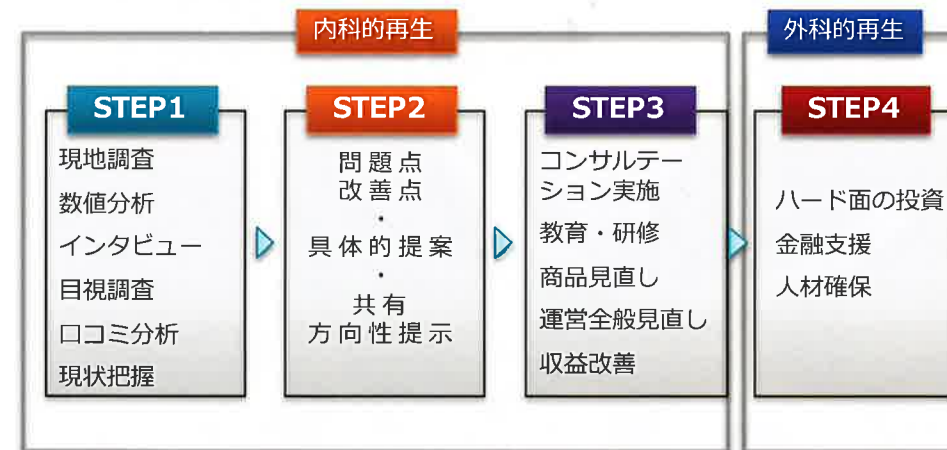 内科的再生
外科的再生
STEP1
現地調査
数値分析
インタビュー
目視調査
口コミ分析
現状把握
STEP2
問題点
改善点
・
具体的提案
・
共有
方向性提示
STEP3
コンサルテー
ション実施
教育・研修
商品見直し
運営全般見直し
収益改善
STEP4
ハード面の投資
金融支援
人材確保